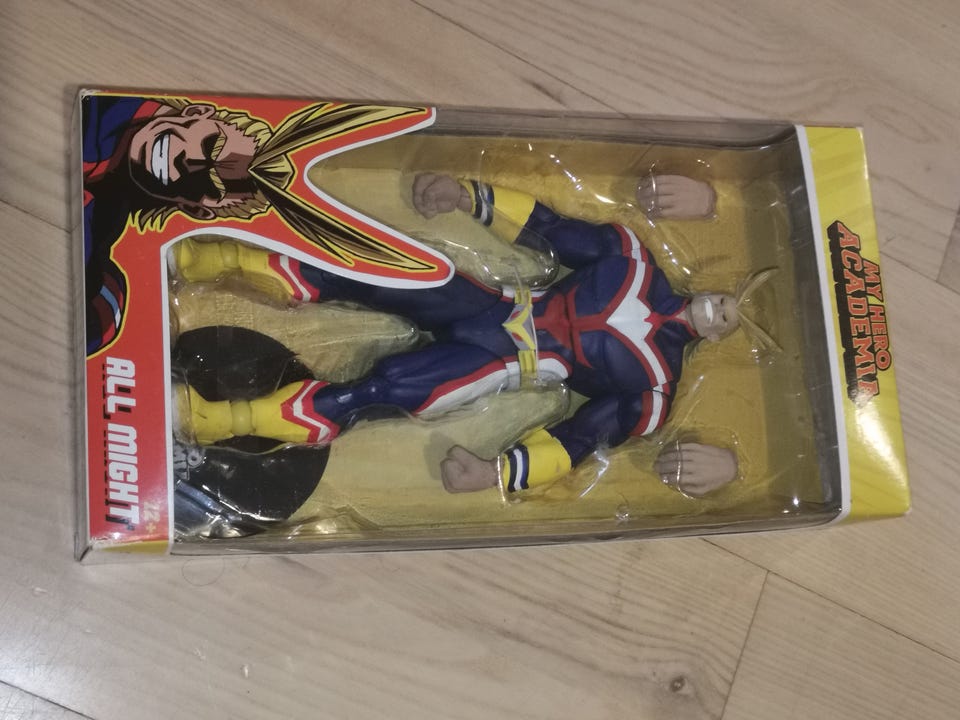 MY HERO
ACADEMIA
ALL MIGHT
12+